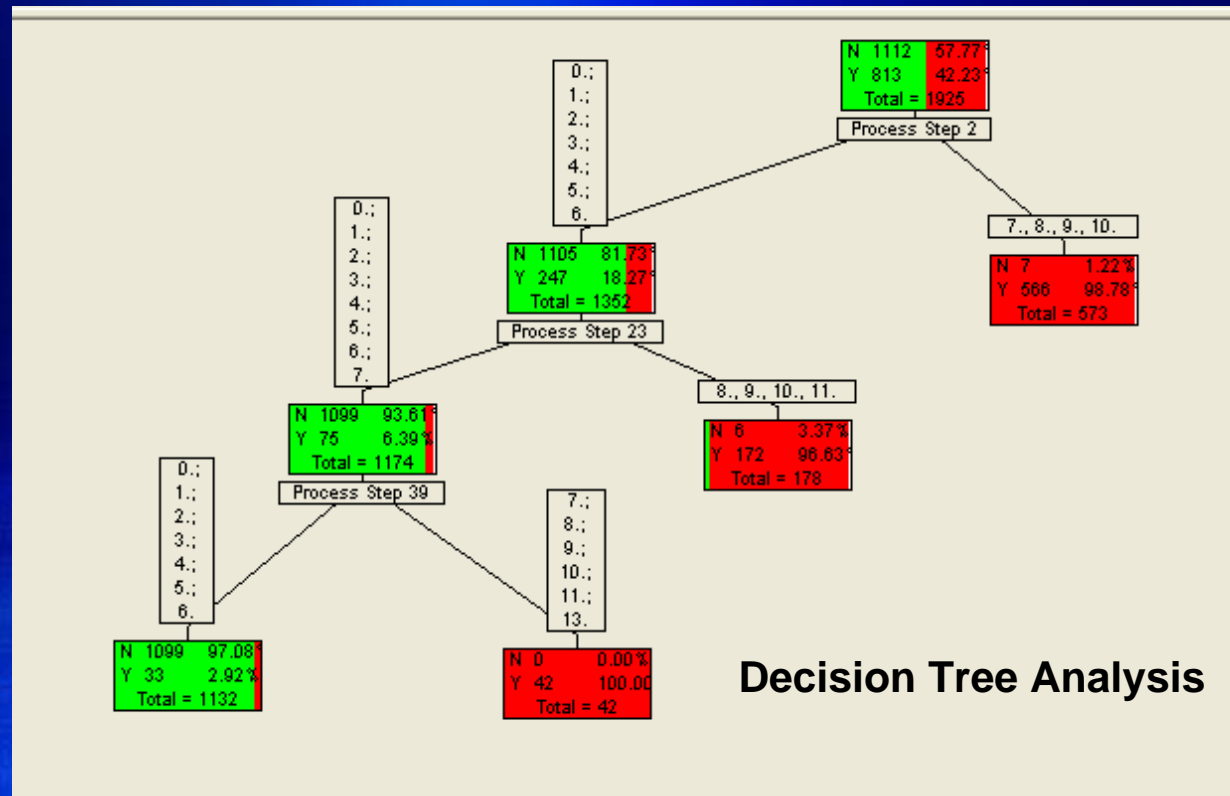 N 1112 57.77%
Y 813 42.23%
Total = 1925
Process Step 2
0.;
1.;
2.;
3.;
4.;
5.;
6.
7., 8., 9., 10.
N 1105 81.73%
Y 247 18.27%
Total = 1352
Process Step 23
N 7 1.22%
Y 566 98.78%
Total = 573
0.;
1.;
2.;
3.;
4.;
5.;
6.;
7.
8., 9., 10., 11.
N 1099 93.61%
Y 75 6.39%
Total = 1174
Process Step 39
N 6 3.37%
Y 172 96.63%
Total = 178
0.;
1.;
2.;
3.;
4.;
5.;
6.
7.;
8.;
9.;
10.;
11.;
13.
N 1099 97.08%
Y 33 2.92%
Total = 1132
N 0 0.00%
Y 42 100.00
Total = 42
Decision Tree Analysis